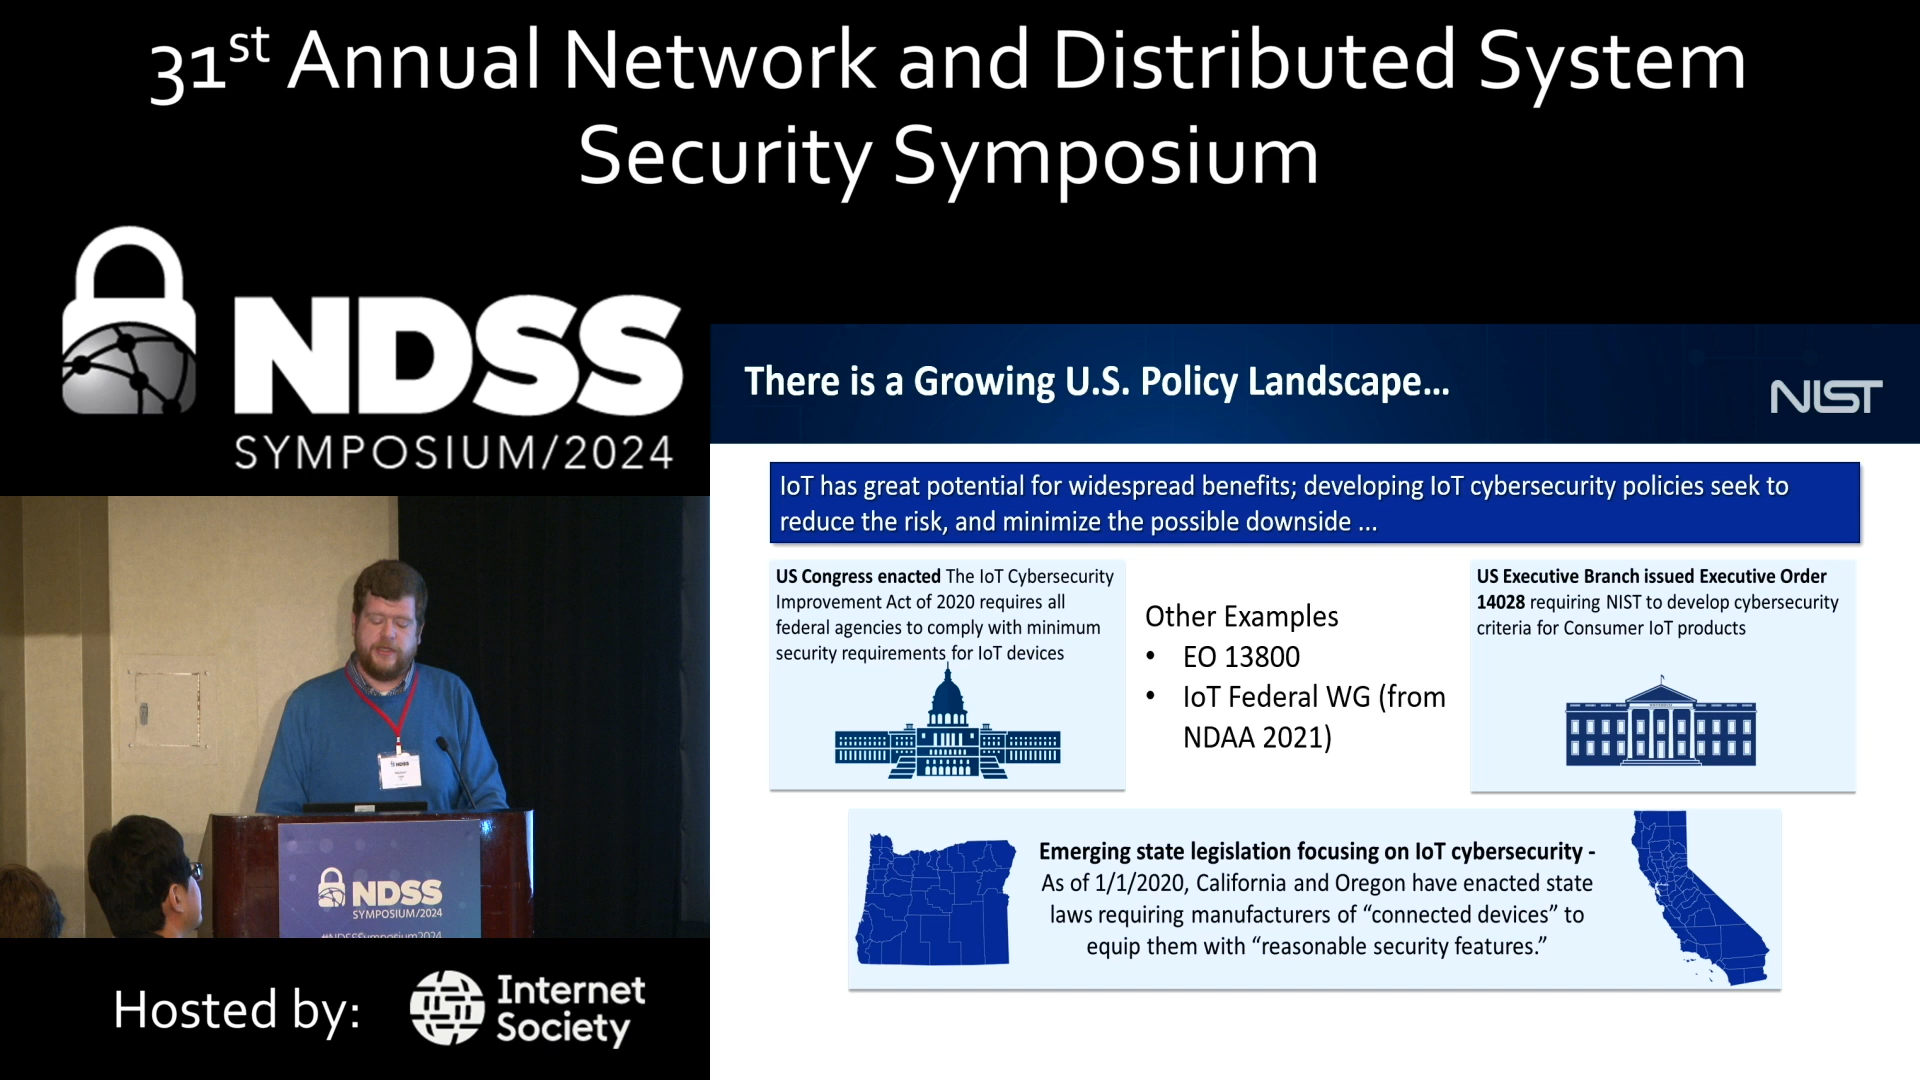 31st Annual Network and Distributed System
Security Symposium
NDSS
SYMPOSIUM/2024
There is a Growing U.S. Policy Landscape...
NIST
IoT has great potential for widespread benefits; developing IoT cybersecurity policies seek to
reduce the risk, and minimize the possible downside ...
US Congress enacted The IoT Cybersecurity
Improvement Act of 2020 requires all
federal agencies to comply with minimum
security requirements for IoT devices
Other Examples
• EO 13800
• IoT Federal WG (from
NDAA 2021)
US Executive Branch issued Executive Order
14028 requiring NIST to develop cybersecurity
criteria for Consumer IoT products
Emerging state legislation focusing on IoT cybersecurity -
As of 1/1/2020, California and Oregon have enacted state
laws requiring manufacturers of “connected devices” to
equip them with “reasonable security features.”
NDSS
NDSS
SYMPOSIUM/2024
#NDSSSymposium2024
Hosted by:
Internet
Society